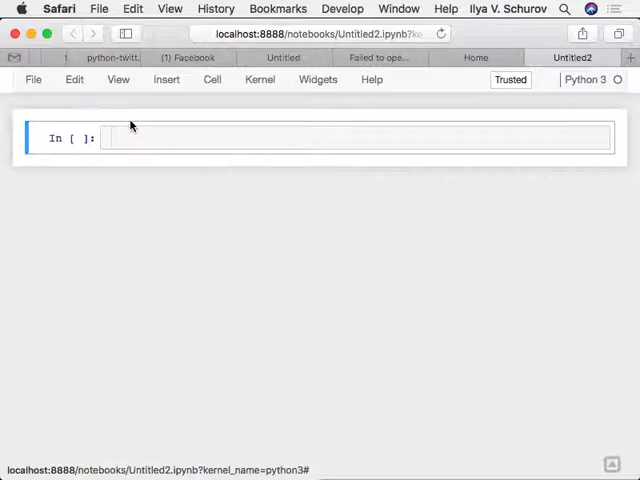 Safari File Edit View History Bookmarks Develop Window Help Ilya V. Schurov
localhost:8888/notebooks/Untitled2.ipynb?ke
python-twitt. (1) Facebook Untitled Failed to ope... Home Untitled2
File Edit View Insert Cell Kernel Widgets Help Trusted Python 3
In [ ]:
localhost:8888/notebooks/Untitled2.ipynb?kernel_name=python3#